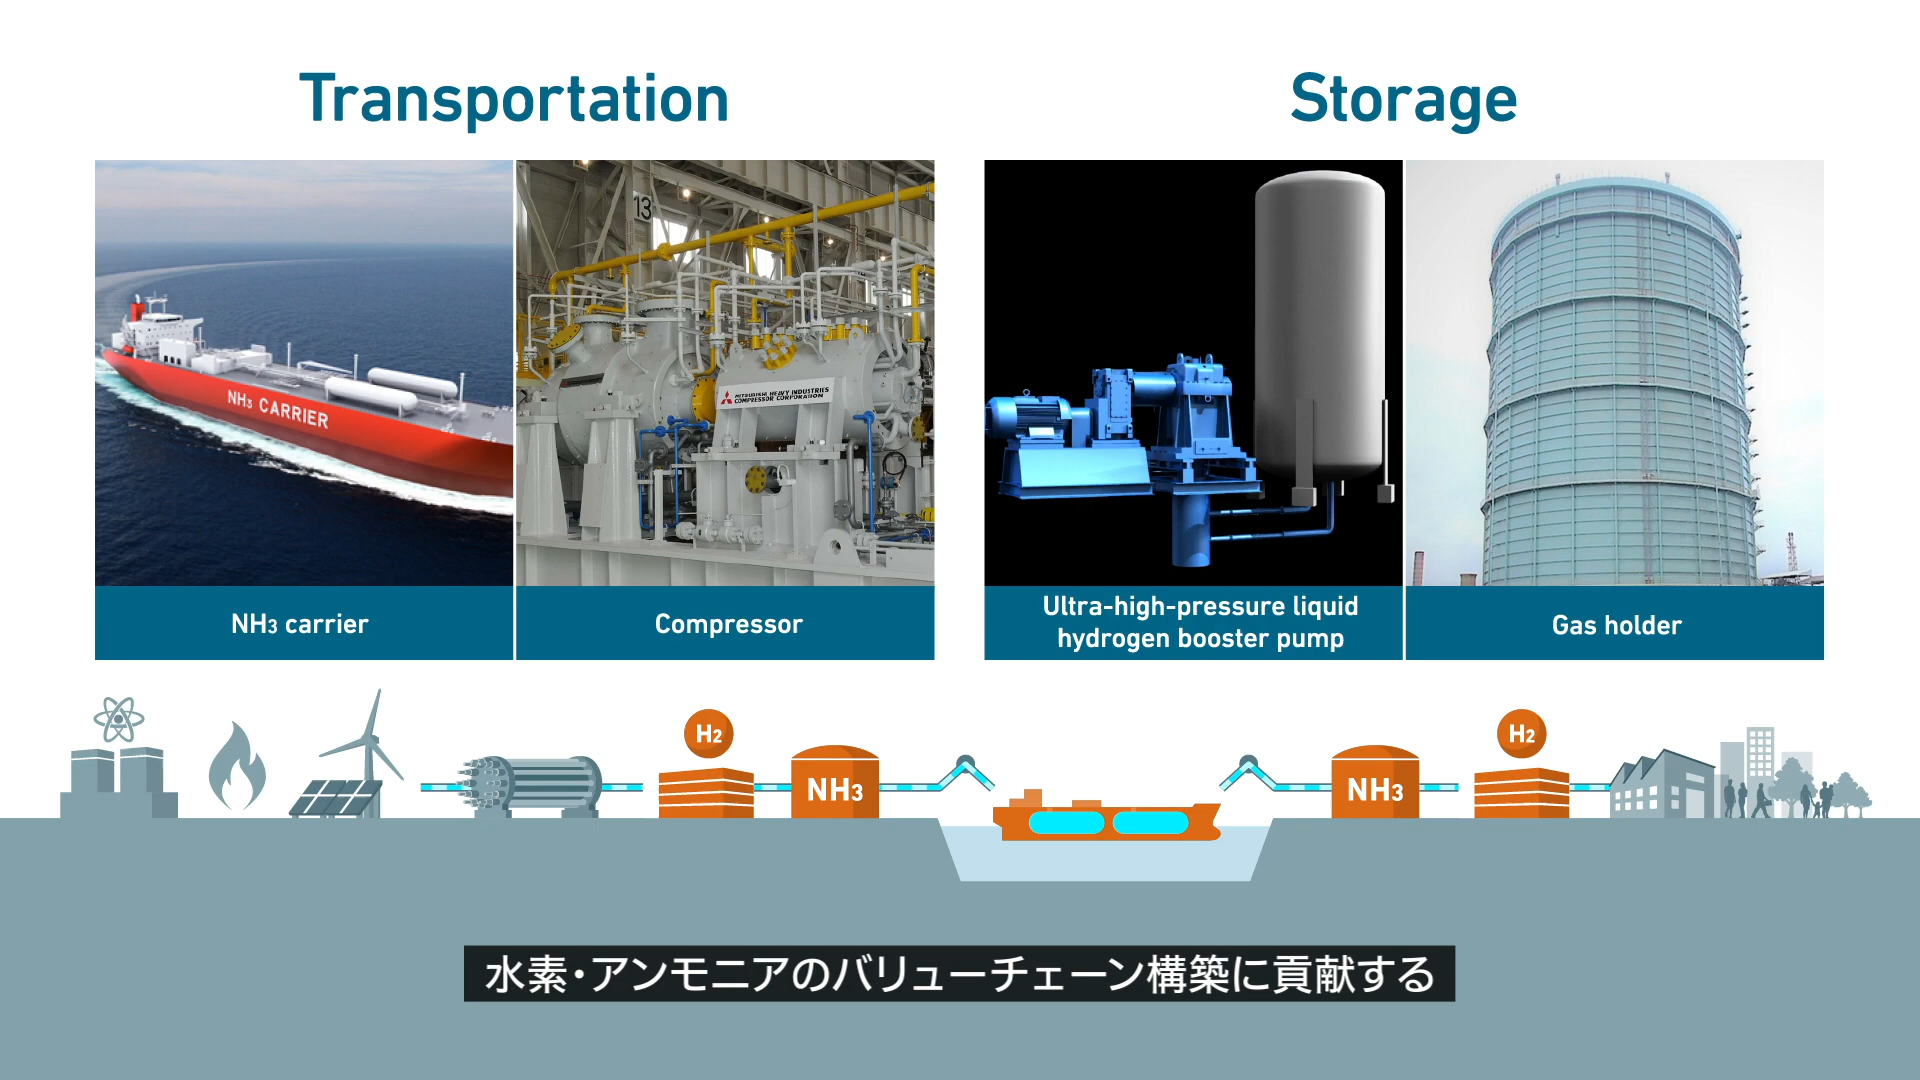 Transportation
Storage
13
NH3 CARRIER
MITSUBISHI HEAVY INDUSTRIES
COMPRESSOR CORPORATION
NH3 carrier
Compressor
Ultra-high-pressure liquid
hydrogen booster pump
Gas holder
H2
NH3
NH3
H2
水素・アンモニアのバリューチェーン構築に貢献する